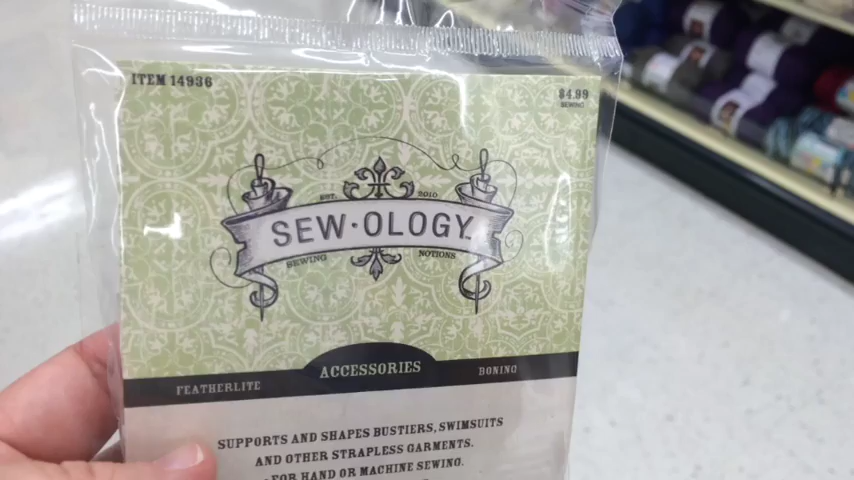 ITEM 14936
$4.99
SEWING
EST. 2010
SEW·OLOGY
SEWING NOTIONS
ACCESSORIES
FEATHERLITE BONING
SUPPORTS AND SHAPES BUSTIERS, SWIMSUITS
AND OTHER STRAPLESS GARMENTS.
FOR HAND OR MACHINE SEWING.